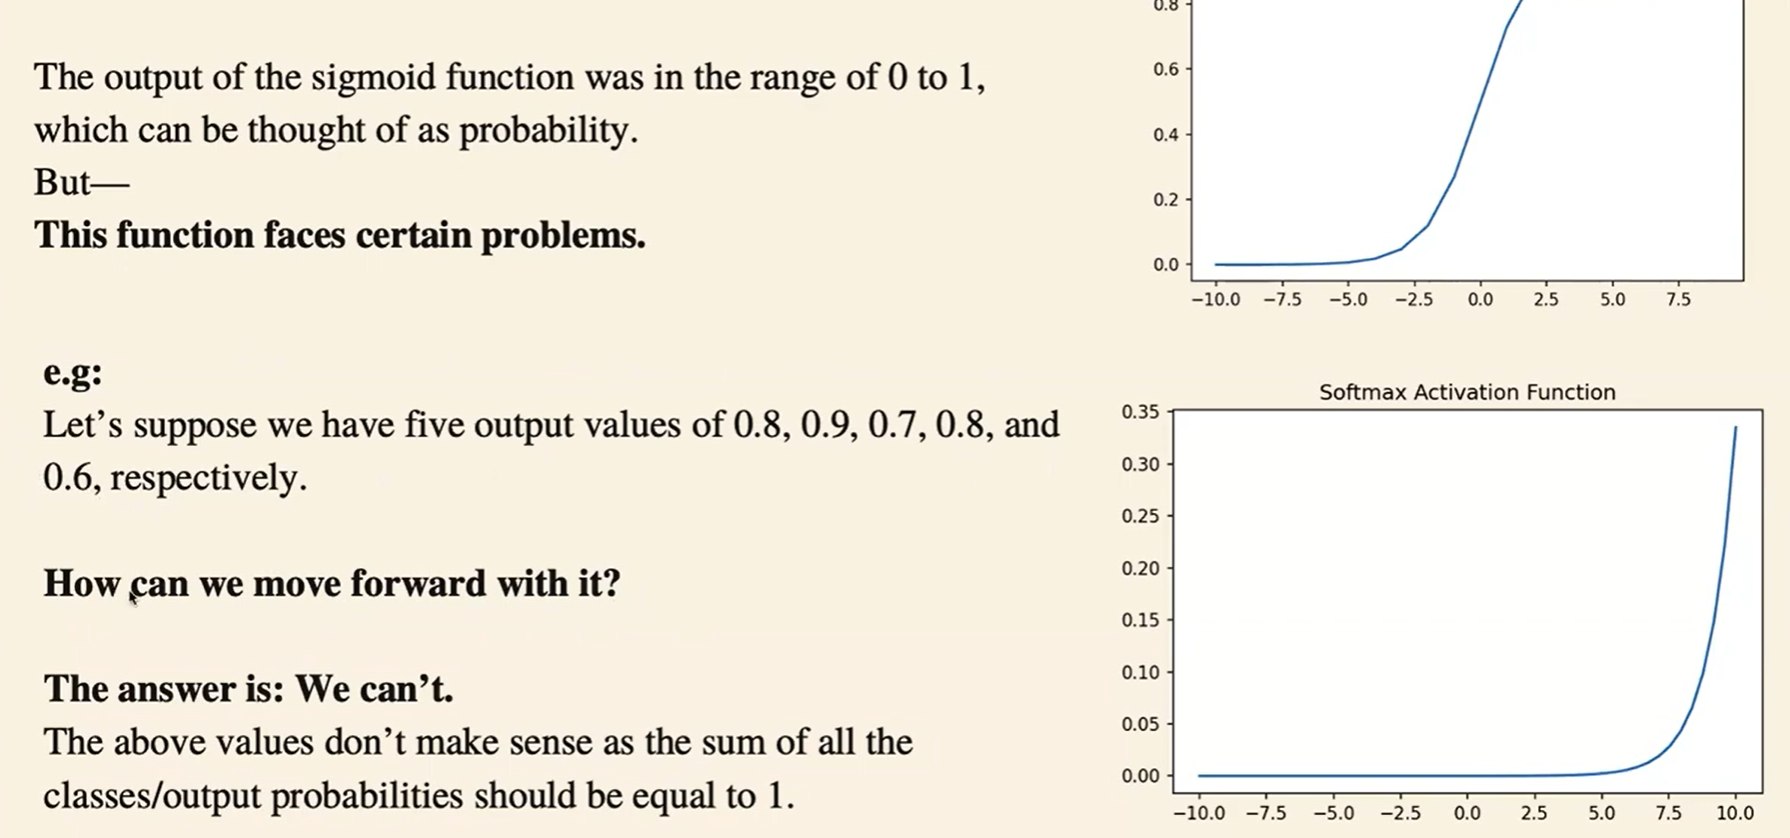 The output of the sigmoid function was in the range of 0 to 1,
which can be thought of as probability.
But—
This function faces certain problems.
e.g:
Let’s suppose we have five output values of 0.8, 0.9, 0.7, 0.8, and
0.6, respectively.
How can we move forward with it?
The answer is: We can’t.
The above values don’t make sense as the sum of all the
classes/output probabilities should be equal to 1.
0.8
0.6
0.4
0.2
0.0
−10.0 −7.5 −5.0 −2.5 0.0 2.5 5.0 7.5
Softmax Activation Function
0.35
0.30
0.25
0.20
0.15
0.10
0.05
0.00
−10.0 −7.5 −5.0 −2.5 0.0 2.5 5.0 7.5 10.0